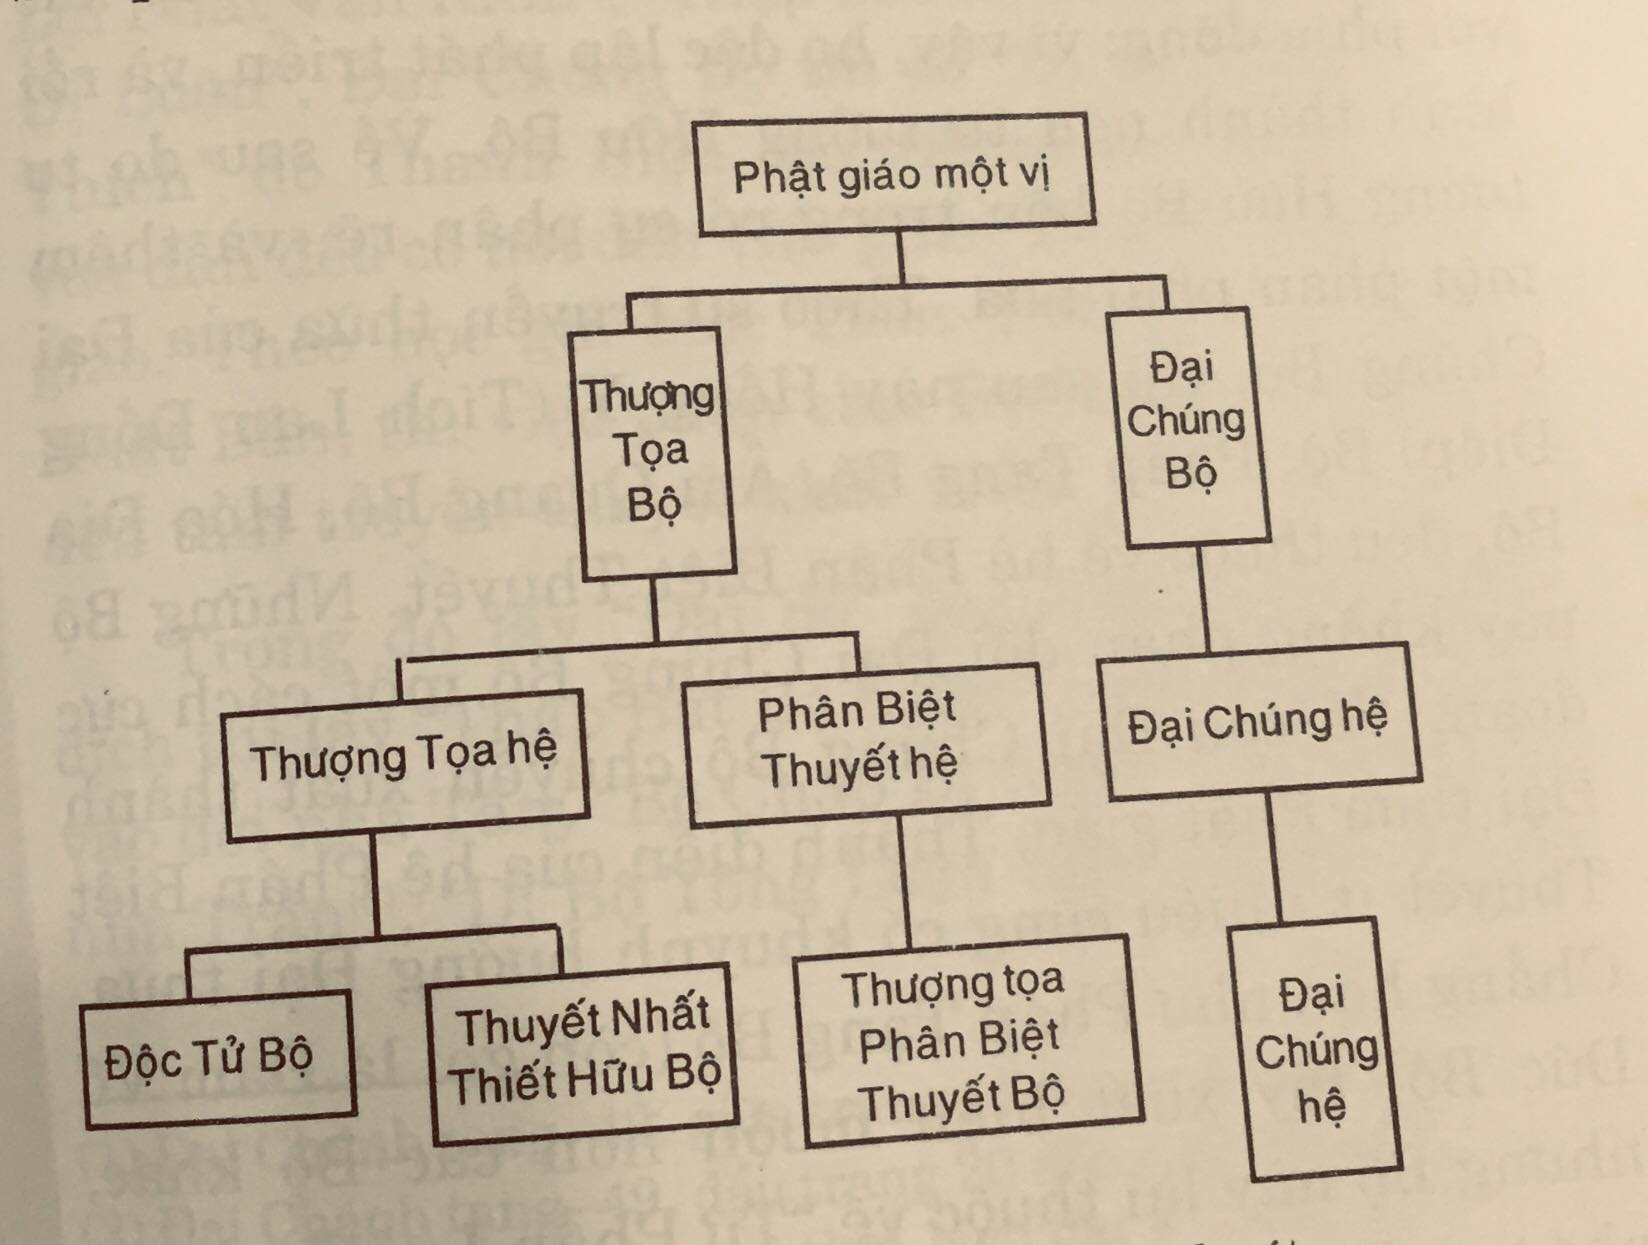 Phật giáo một vị
Thượng
Tọa
Bộ
Đại
Chúng
Bộ
Thượng Tọa hệ
Phân Biệt
Thuyết hệ
Đại Chúng hệ
Độc Tử Bộ
Thuyết Nhất
Thiết Hữu Bộ
Thượng tọa
Phân Biệt
Thuyết Bộ
Đại
Chúng
hệ